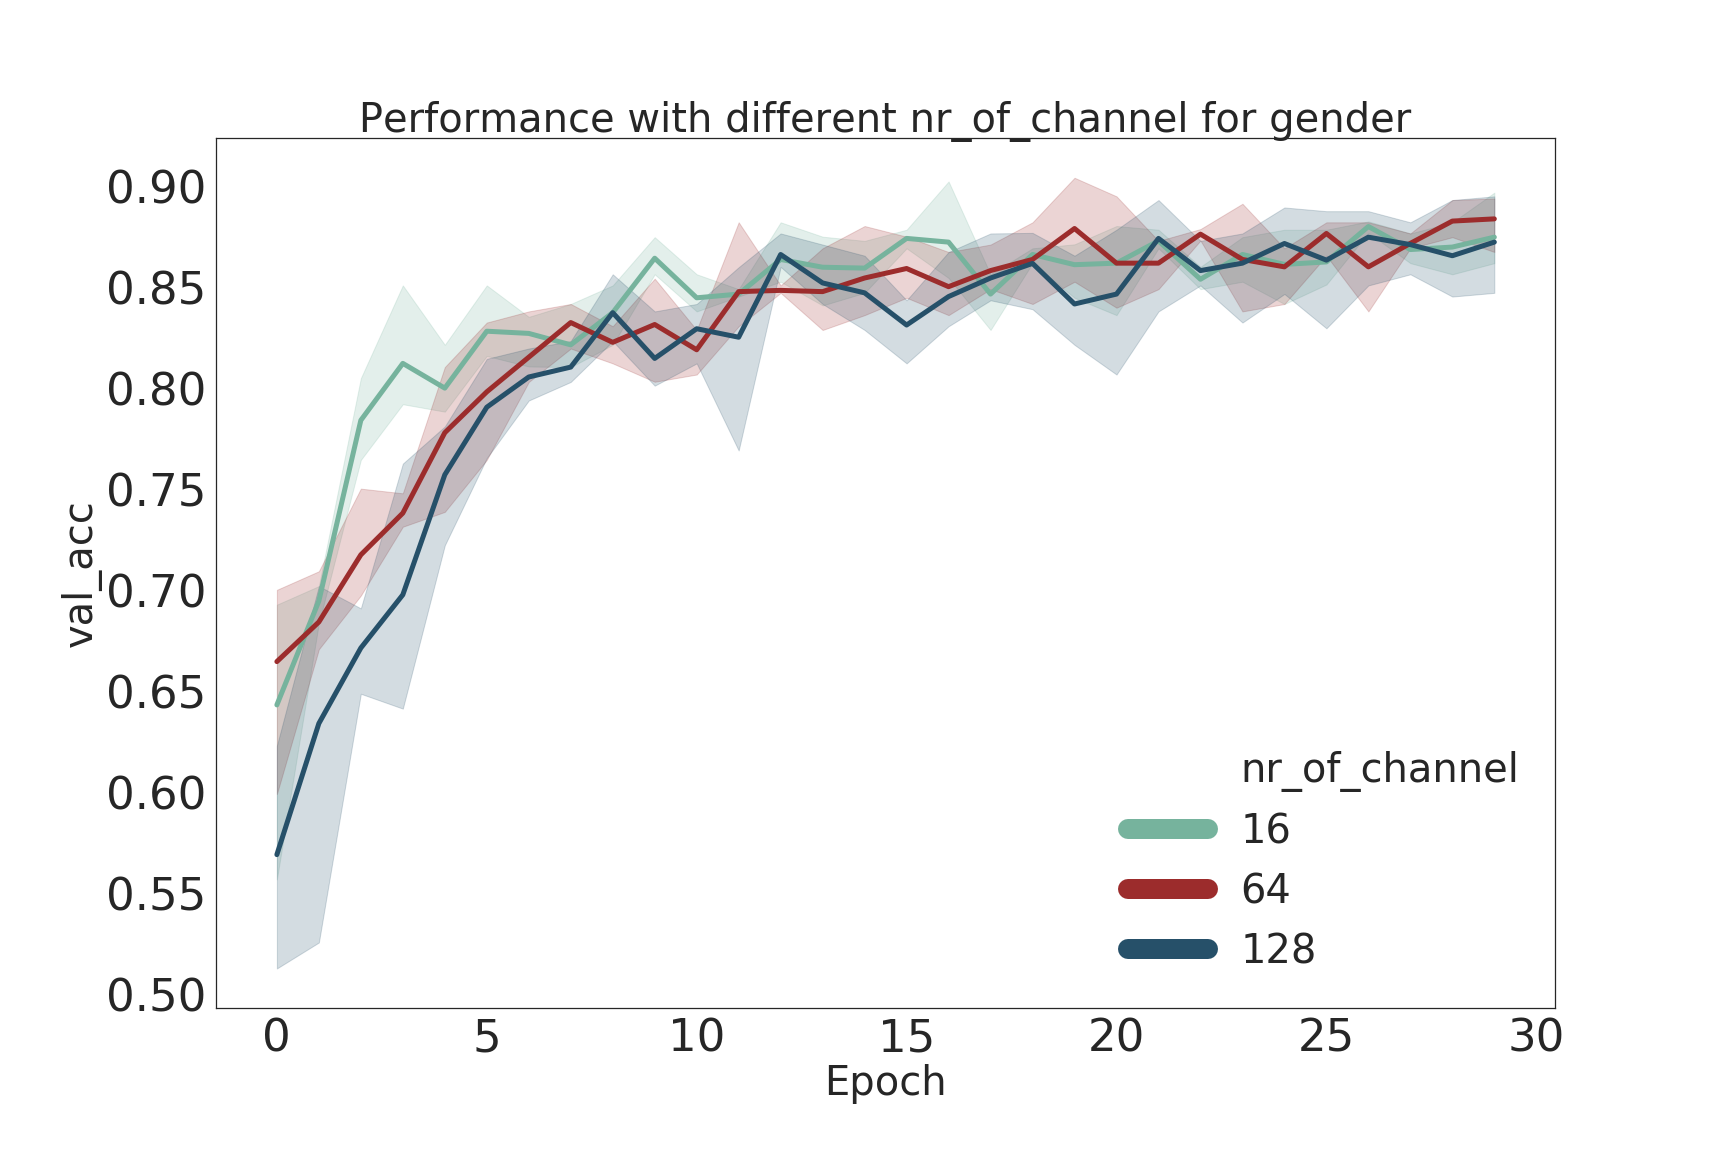 Performance with different nr_of_channel for gender
val_acc
0.90
0.85
0.80
0.75
0.70
0.65
0.60
0.55
0.50
nr_of_channel
16
64
128
0 5 10 15 20 25 30
Epoch